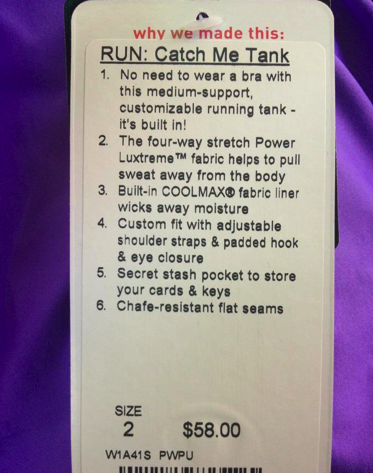 why we made this:
RUN: Catch Me Tank
1. No need to wear a bra with
this medium-support,
customizable running tank -
it's built in!
2. The four-way stretch Power
Luxtreme™ fabric helps to pull
sweat away from the body
3. Built-in COOLMAX® fabric liner
wicks away moisture
4. Custom fit with adjustable
shoulder straps & padded hook
& eye closure
5. Secret stash pocket to store
your cards & keys
6. Chafe-resistant flat seams
SIZE
2 $58.00
W1A41S PWPU